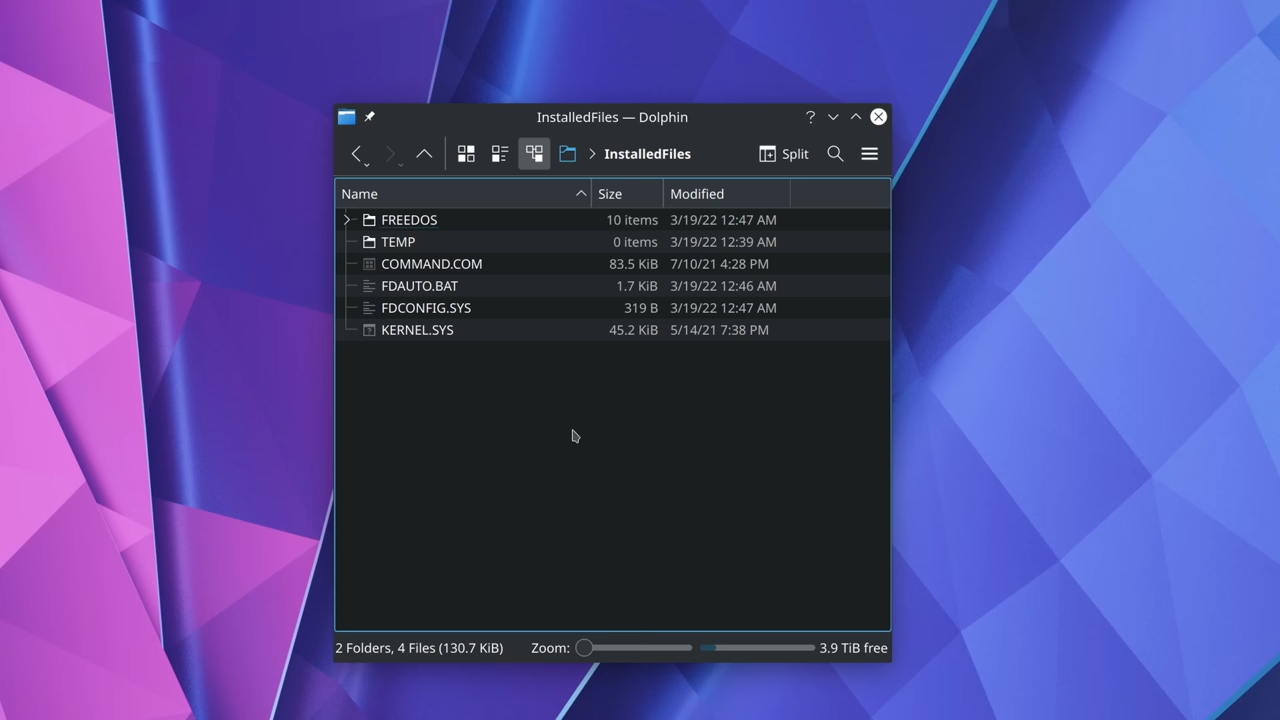 InstalledFiles — Dolphin
InstalledFiles Split
Name Size Modified
FREEDOS 10 items 3/19/22 12:47 AM
TEMP 0 items 3/19/22 12:39 AM
COMMAND.COM 83.5 KiB 7/10/21 4:28 PM
FDAUTO.BAT 1.7 KiB 3/19/22 12:46 AM
FDCONFIG.SYS 319 B 3/19/22 12:47 AM
KERNEL.SYS 45.2 KiB 5/14/21 7:38 PM
2 Folders, 4 Files (130.7 KiB) Zoom: 3.9 TiB free